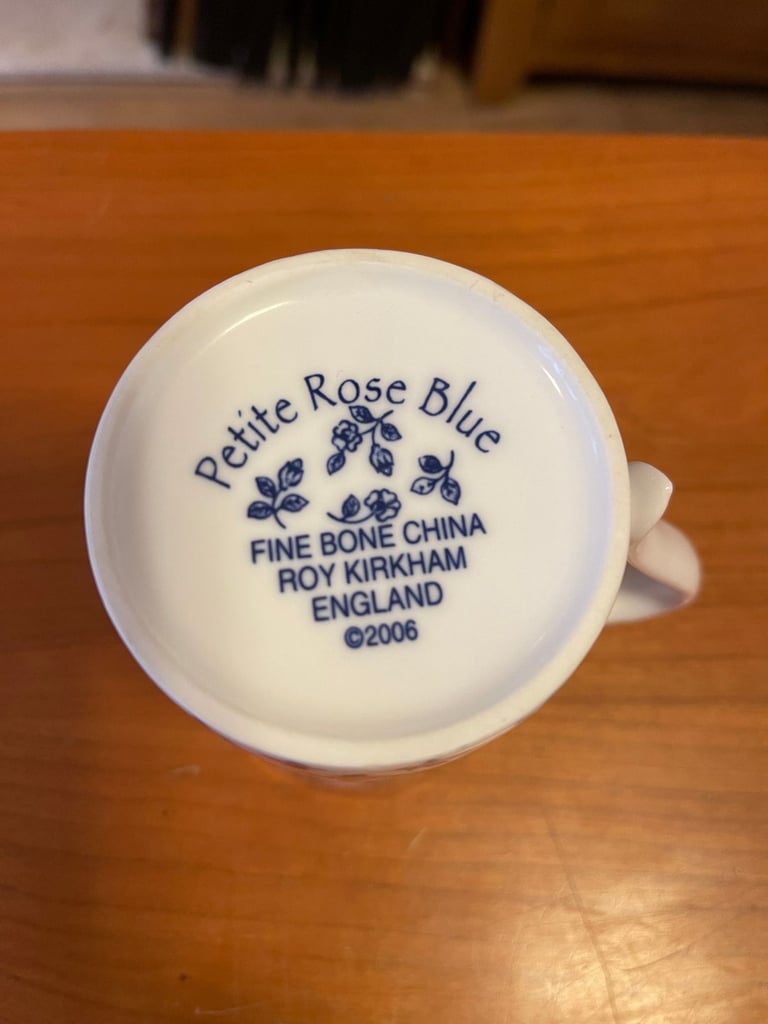 Petite Rose Blue
FINE BONE CHINA
ROY KIRKHAM
ENGLAND
©2006